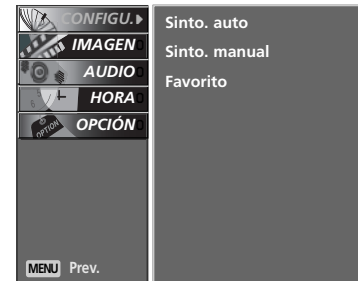 CONFIGU.
IMAGEN
AUDIO
HORA
OPCIÓN
MENU Prev.
Sinto. auto
Sinto. manual
Favorito